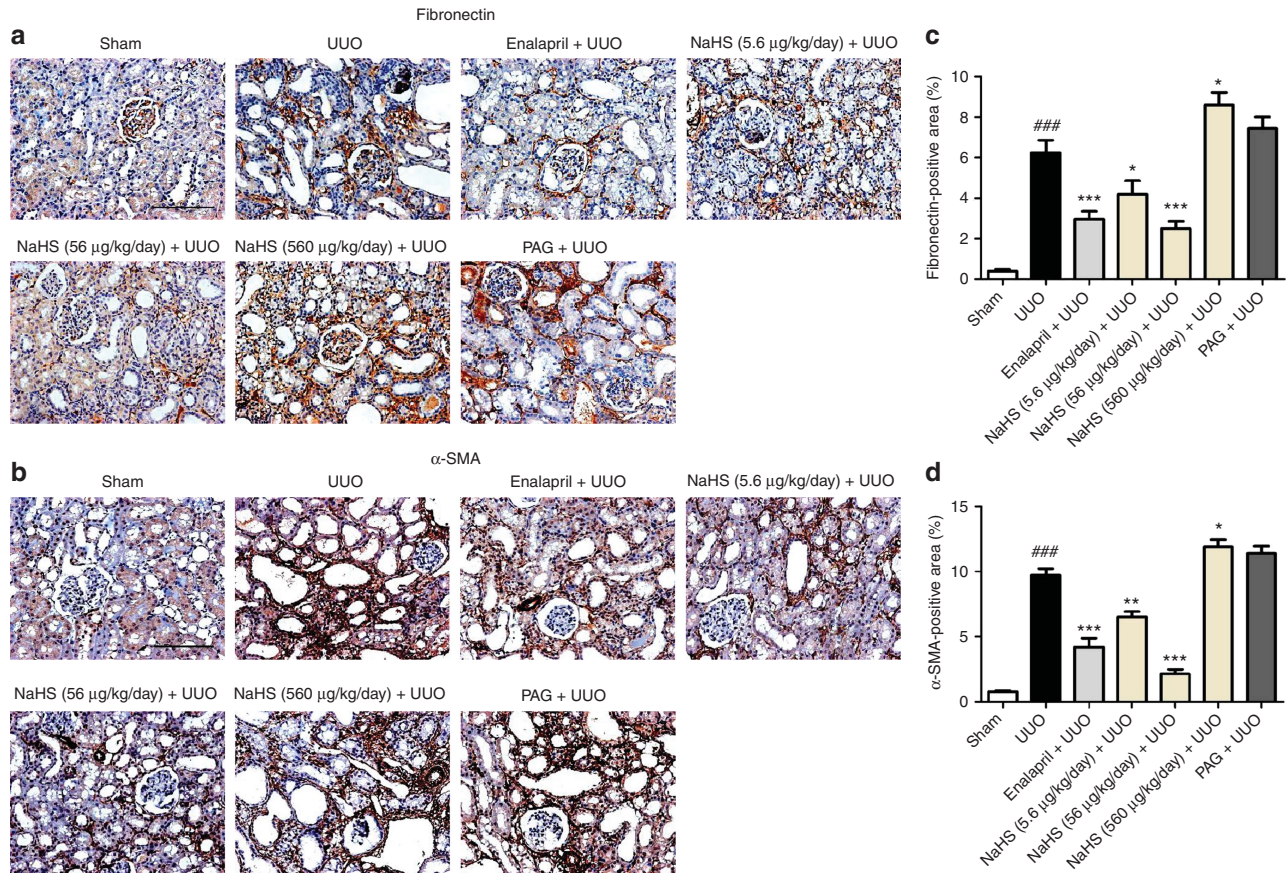 Fibronectin
a
Sham
UUO
Enalapril + UUO
NaHS (5.6 μg/kg/day) + UUO
NaHS (56 μg/kg/day) + UUO
NaHS (560 μg/kg/day) + UUO
PAG + UUO
b
α-SMA
Sham
UUO
Enalapril + UUO
NaHS (5.6 μg/kg/day) + UUO
NaHS (56 μg/kg/day) + UUO
NaHS (560 μg/kg/day) + UUO
PAG + UUO
c
Fibronectin-positive area (%)
10
8
6
4
2
0
###
***
*
***
*
Sham
UUO
Enalapril + UUO
NaHS (5.6 μg/kg/day) + UUO
NaHS (56 μg/kg/day) + UUO
NaHS (560 μg/kg/day) + UUO
PAG + UUO
d
α-SMA-positive area (%)
15
10
5
0
###
***
**
***
*
Sham
UUO
Enalapril + UUO
NaHS (5.6 μg/kg/day) + UUO
NaHS (56 μg/kg/day) + UUO
NaHS (560 μg/kg/day) + UUO
PAG + UUO